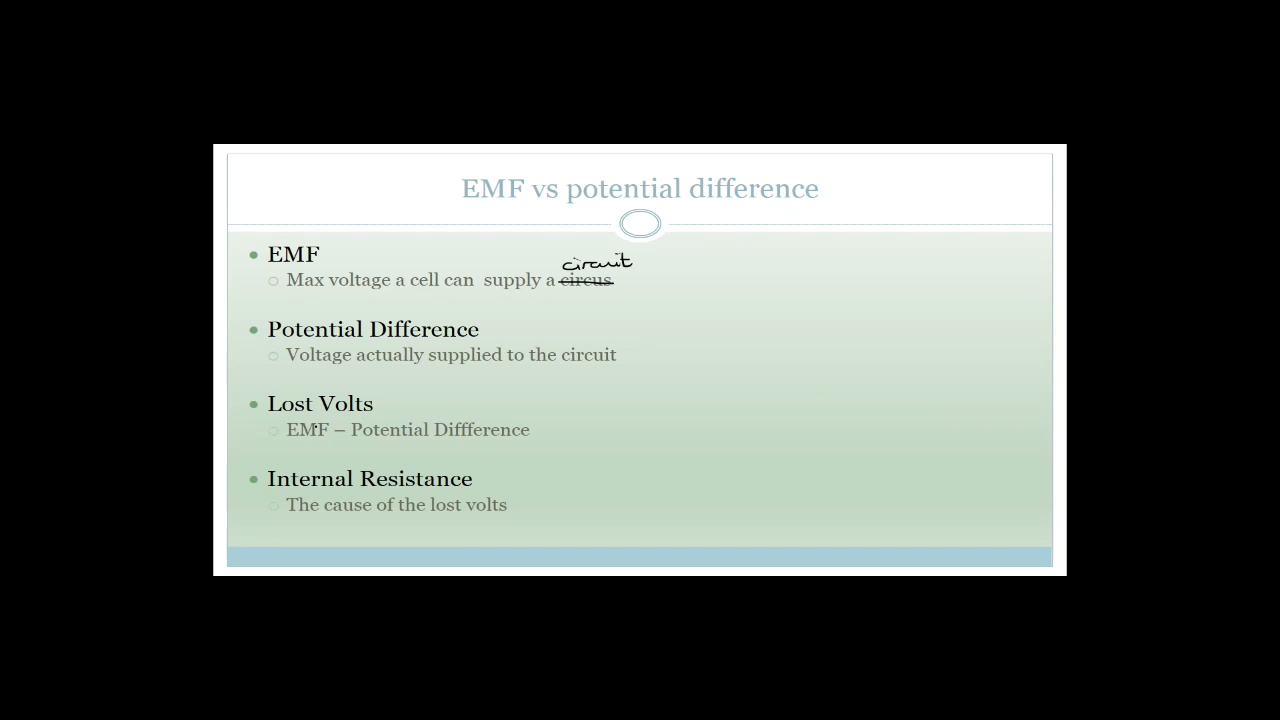 EMF vs potential difference
EMF
circuit
Max voltage a cell can supply a circus
Potential Difference
Voltage actually supplied to the circuit
Lost Volts
EMF – Potential Diffference
Internal Resistance
The cause of the lost volts